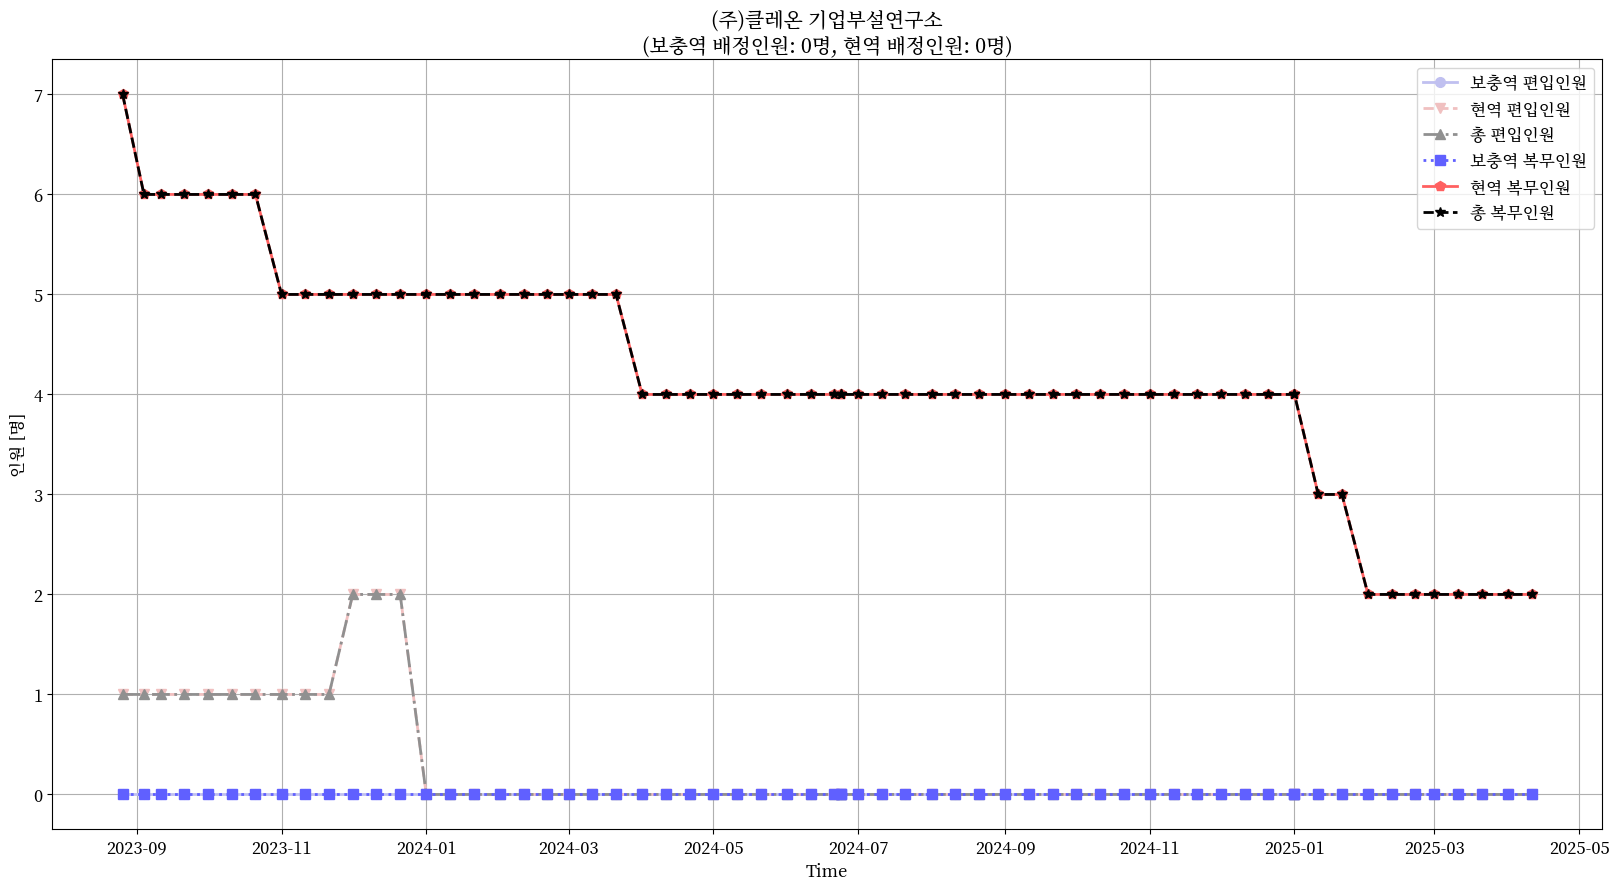 (주)클레온 기업부설연구소
(보충역 배정인원: 0명, 현역 배정인원: 0명)
보충역 편입인원
현역 편입인원
총 편입인원
보충역 복무인원
현역 복무인원
총 복무인원
인원 [명]
7
6
5
4
3
2
1
0
2023-09
2023-11
2024-01
2024-03
2024-05
2024-07
2024-09
2024-11
2025-01
2025-03
2025-05
Time